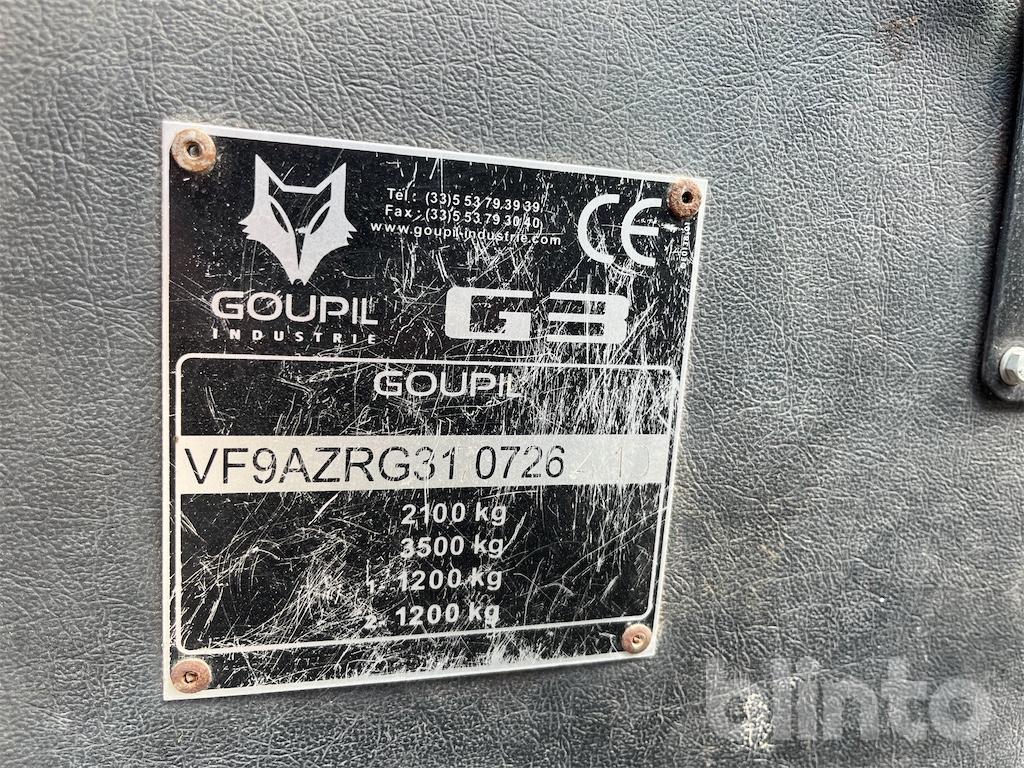 Tél : (33)5 53 79 39 39
Fax : (33)5 53 79 30 40
www.goupil-industrie.com
CE
GOUPIL
INDUSTRIE
G3
GOUPIL
VF9AZRG31 0726
2100 kg
3500 kg
1- 1200 kg
2- 1200 kg
blinto